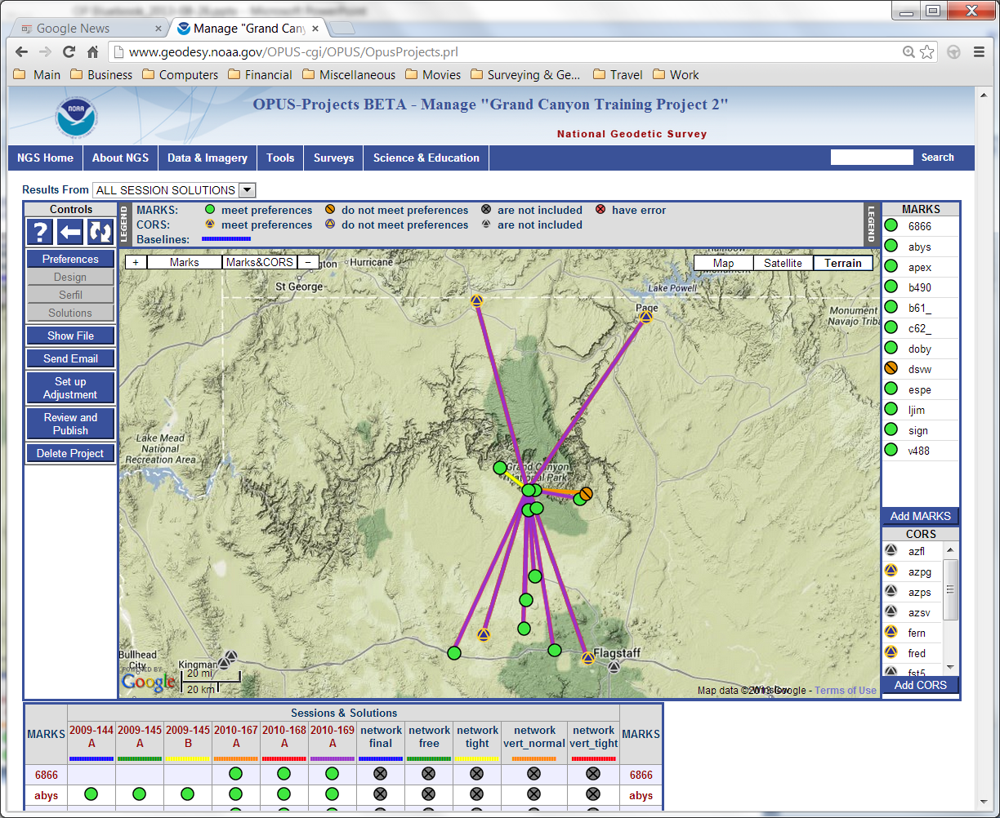 Google News
Manage "Grand Cany
www.geodesy.noaa.gov/OPUS-cgi/OPUS/OpusProjects.prl
Main Business Computers Financial Miscellaneous Movies Surveying & Ge... Travel Work
NOAA
OPUS-Projects BETA - Manage "Grand Canyon Training Project 2"
National Geodetic Survey
NGS Home About NGS Data & Imagery Tools Surveys Science & Education Search
Results From ALL SESSION SOLUTIONS
Controls
?
Preferences
Design
Serfil
Solutions
Show File
Send Email
Set up
Adjustment
Review and
Publish
Delete Project
LEGEND
MARKS: meet preferences do not meet preferences are not included have error
CORS: meet preferences do not meet preferences are not included
Baselines:
LEGEND
+ Marks Marks&CORS −
Map Satellite Terrain
Hurricane
St George
Lake Powell
Page
Monument
Navajo Trib
Lake Mead
National
Recreation Area
Grand Canyon
National Park
Bullhead
City
Kingman
Flagstaff
POWERED BY
Google
20 mi
20 km
Map data ©2013 Google - Terms of Use
MARKS
6866
abys
apex
b490
b61_
c62_
doby
dsvw
espe
ljim
sign
v488
Add MARKS
CORS
azfl
azpg
azps
azsv
fern
fred
fst5
Add CORS
Sessions & Solutions
MARKS 2009-144 2009-145 2009-145 2010-167 2010-168 2010-169 network network network network network MARKS
A A B A A A final free tight vert_normal vert_tight
6866 6866
abys abys